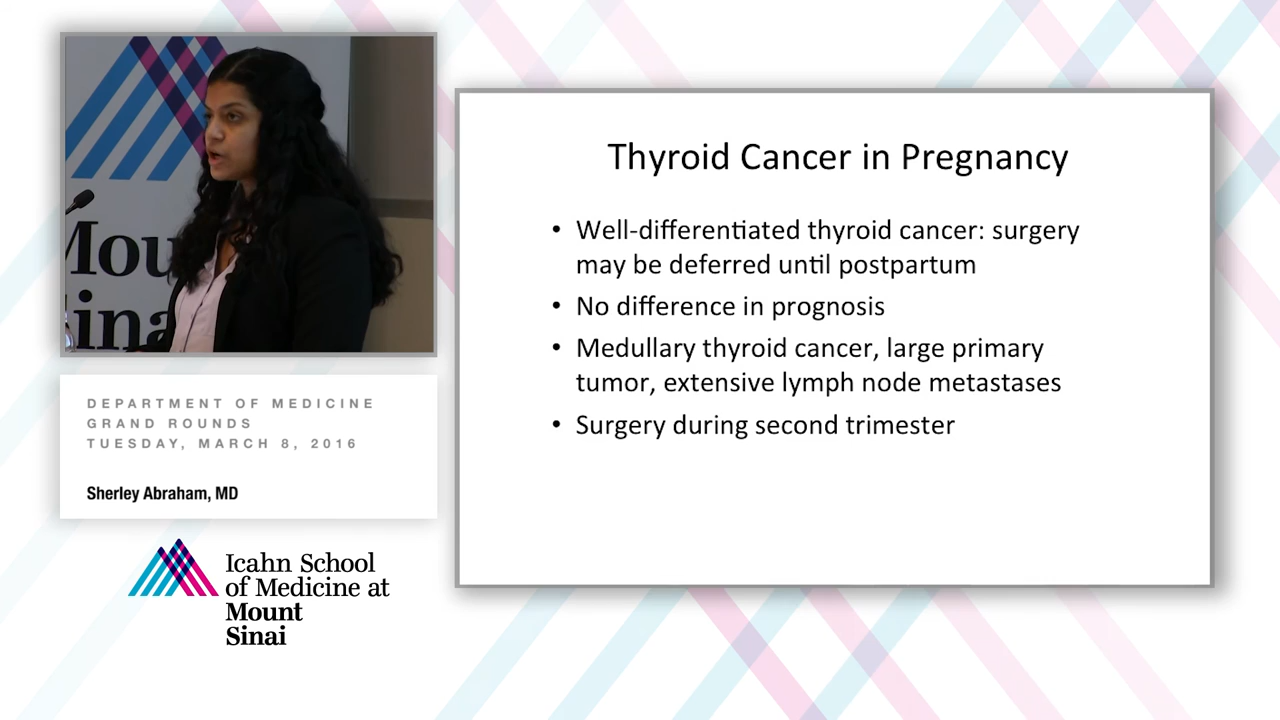 Mou
Sinai
DEPARTMENT OF MEDICINE
GRAND ROUNDS
TUESDAY, MARCH 8, 2016
Sherley Abraham, MD
Icahn School
of Medicine at
Mount
Sinai
Thyroid Cancer in Pregnancy
• Well-differentiated thyroid cancer: surgery
may be deferred until postpartum
• No difference in prognosis
• Medullary thyroid cancer, large primary
tumor, extensive lymph node metastases
• Surgery during second trimester